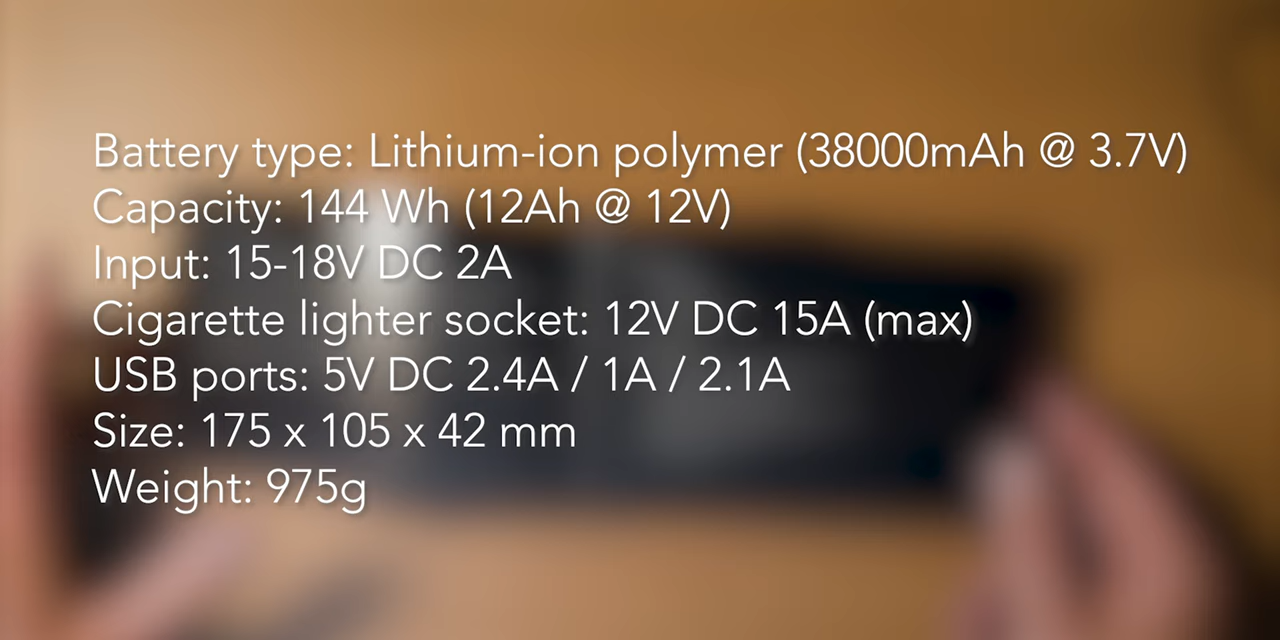 Battery type: Lithium-ion polymer (38000mAh @ 3.7V)
Capacity: 144 Wh (12Ah @ 12V)
Input: 15-18V DC 2A
Cigarette lighter socket: 12V DC 15A (max)
USB ports: 5V DC 2.4A / 1A / 2.1A
Size: 175 x 105 x 42 mm
Weight: 975g